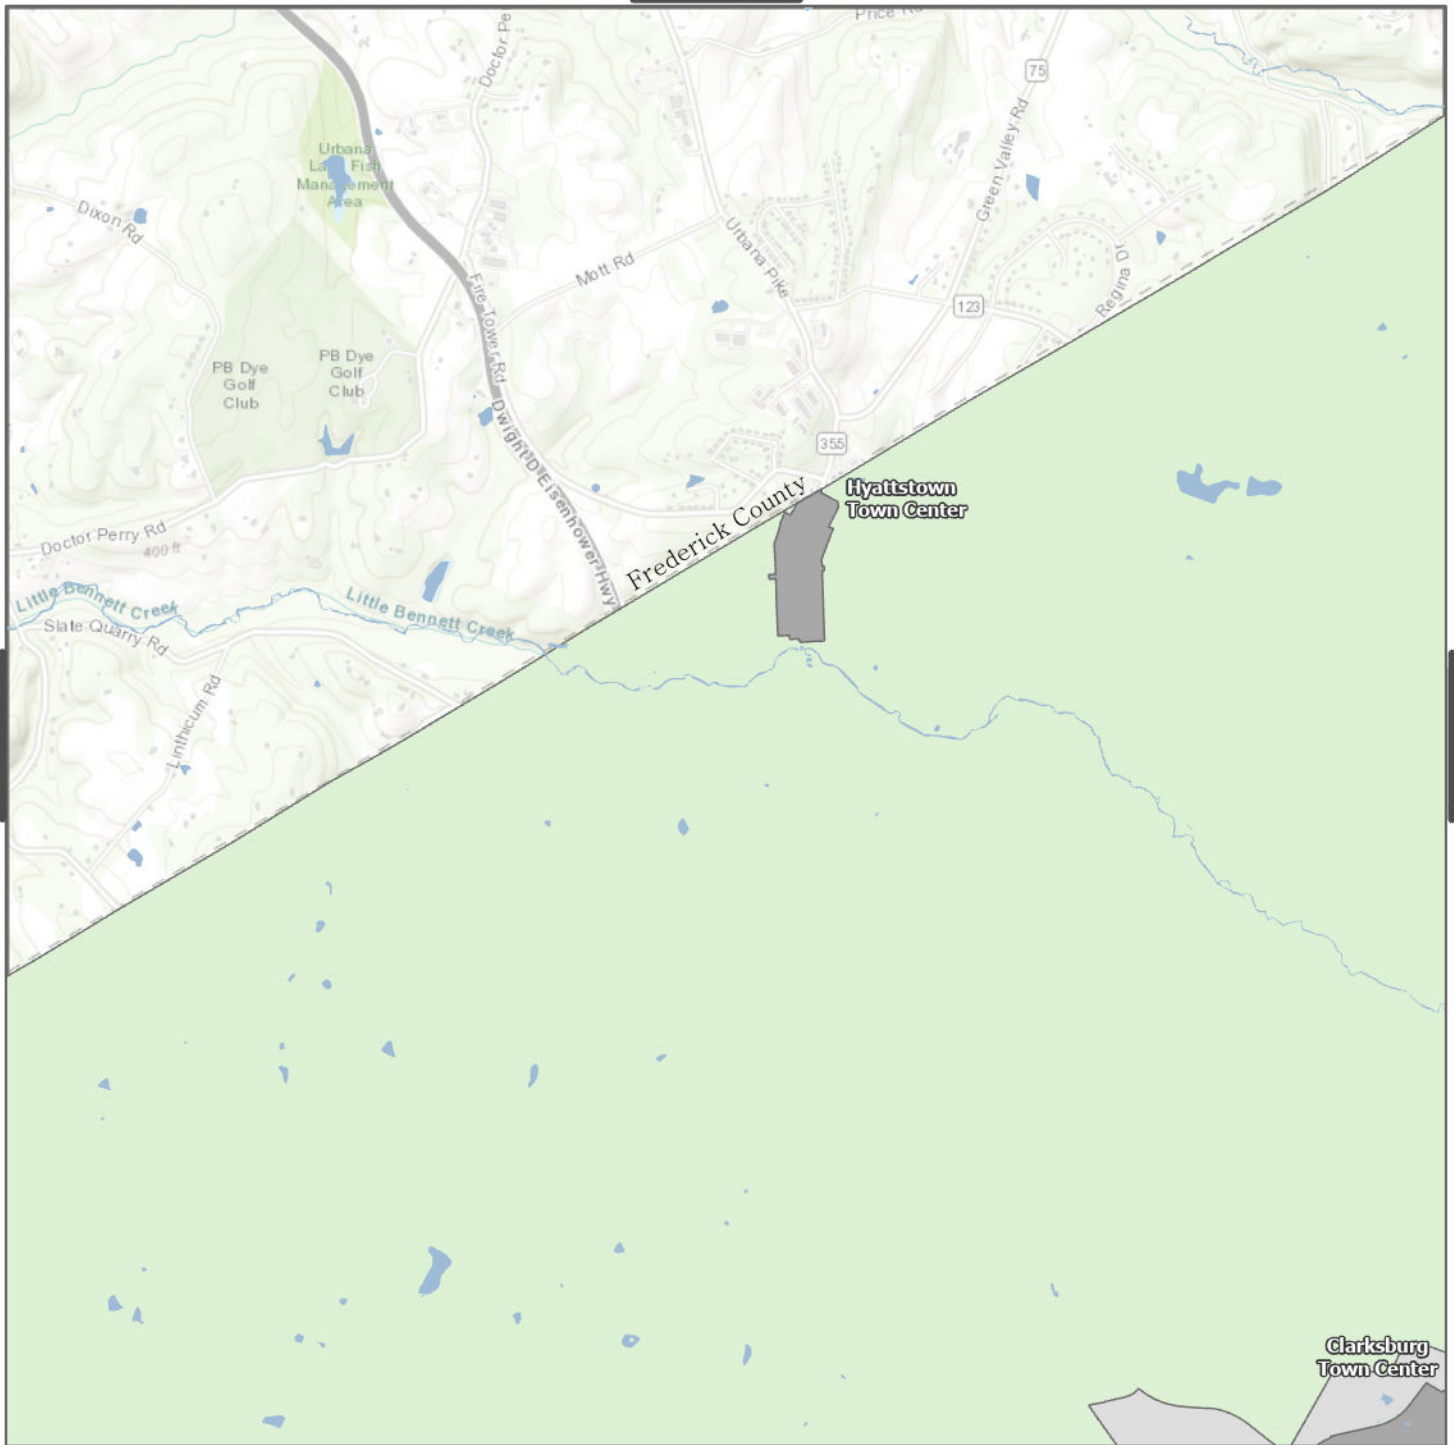 Price Rd
Doctor Pe
75
Urbana
Lake Fish
Management
Area
Green Valley Rd
Dixon Rd
Urbana Pike
Mott Rd
Regina Dr
Fire Tower Rd
123
PB Dye
Golf
Club
PB Dye
Golf
Club
355
Dwight D Eisenhower Hwy
Hyattstown
Town Center
Frederick County
Doctor Perry Rd
400 ft
Little Bennett Creek
Little Bennett Creek
Slate Quarry Rd
Linthicum Rd
Clarksburg
Town Center